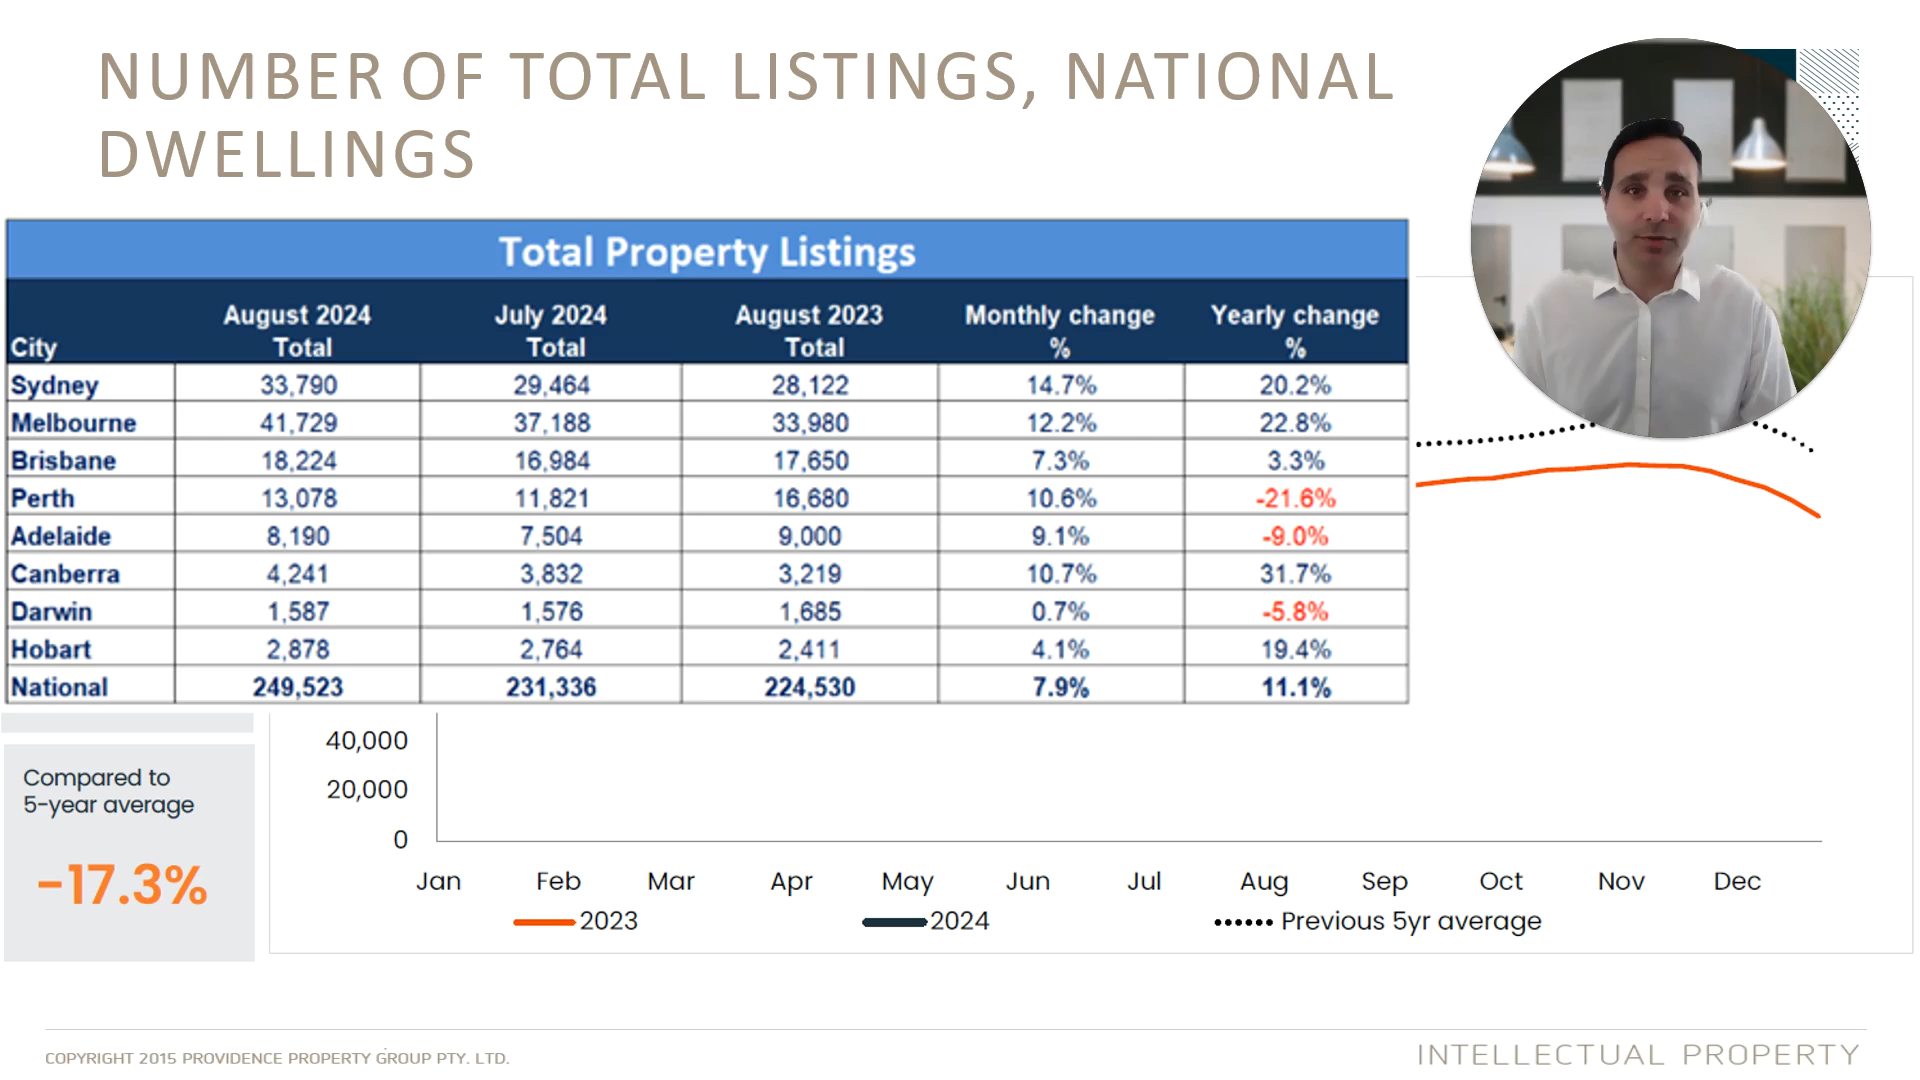 NUMBER OF TOTAL LISTINGS, NATIONAL
DWELLINGS
Total Property Listings
City August 2024 Total July 2024 Total August 2023 Total Monthly change % Yearly change %
Sydney 33,790 29,464 28,122 14.7% 20.2%
Melbourne 41,729 37,188 33,980 12.2% 22.8%
Brisbane 18,224 16,984 17,650 7.3% 3.3%
Perth 13,078 11,821 16,680 10.6% -21.6%
Adelaide 8,190 7,504 9,000 9.1% -9.0%
Canberra 4,241 3,832 3,219 10.7% 31.7%
Darwin 1,587 1,576 1,685 0.7% -5.8%
Hobart 2,878 2,764 2,411 4.1% 19.4%
National 249,523 231,336 224,530 7.9% 11.1%
Compared to
5-year average
-17.3%
40,000
20,000
0
Jan Feb Mar Apr May Jun Jul Aug Sep Oct Nov Dec
2023 2024 Previous 5yr average
COPYRIGHT 2015 PROVIDENCE PROPERTY GROUP PTY. LTD.
INTELLECTUAL PROPERTY